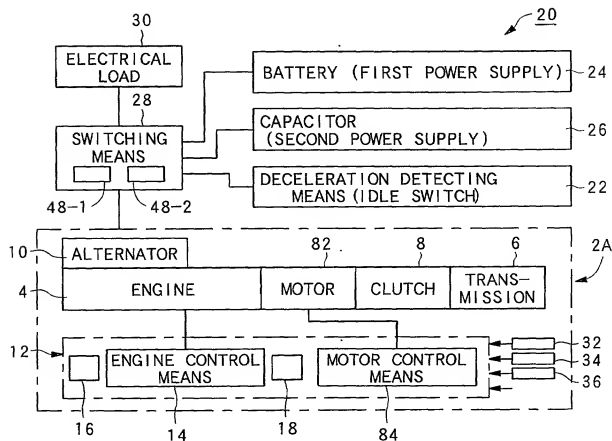 30
20
ELECTRICAL
LOAD
BATTERY (FIRST POWER SUPPLY)
24
28
SWITCHING
MEANS
CAPACITOR
(SECOND POWER SUPPLY)
26
48-1
48-2
DECELERATION DETECTING
MEANS (IDLE SWITCH)
22
10
ALTERNATOR
82
8
6
2A
4
ENGINE
MOTOR
CLUTCH
TRANS-
MISSION
12
ENGINE CONTROL
MEANS
MOTOR CONTROL
MEANS
32
34
36
16
14
18
84